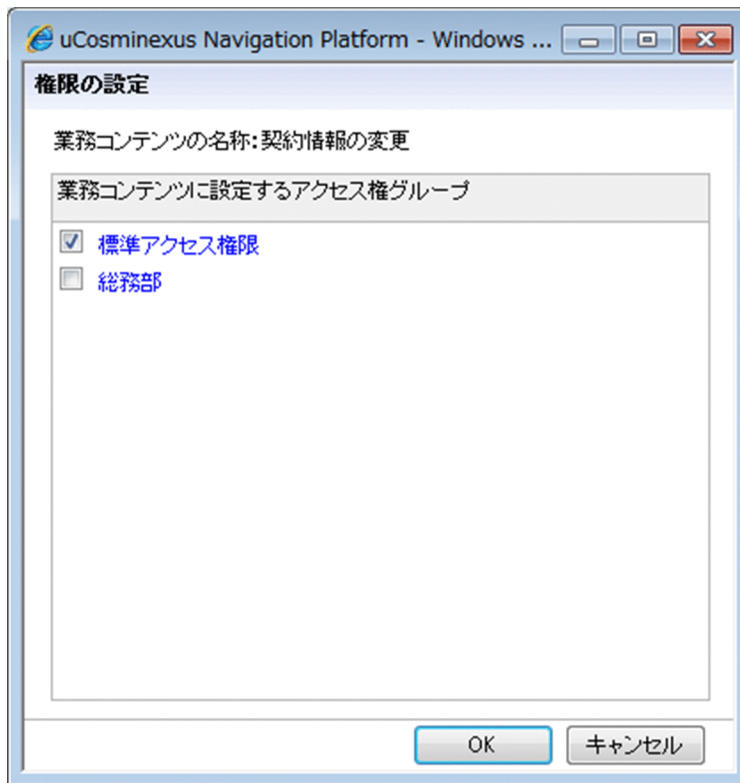 uCosminexus Navigation Platform - Windows ...
権限の設定
業務コンテンツの名称:契約情報の変更
業務コンテンツに設定するアクセス権グループ
標準アクセス権限
総務部
OK キャンセル